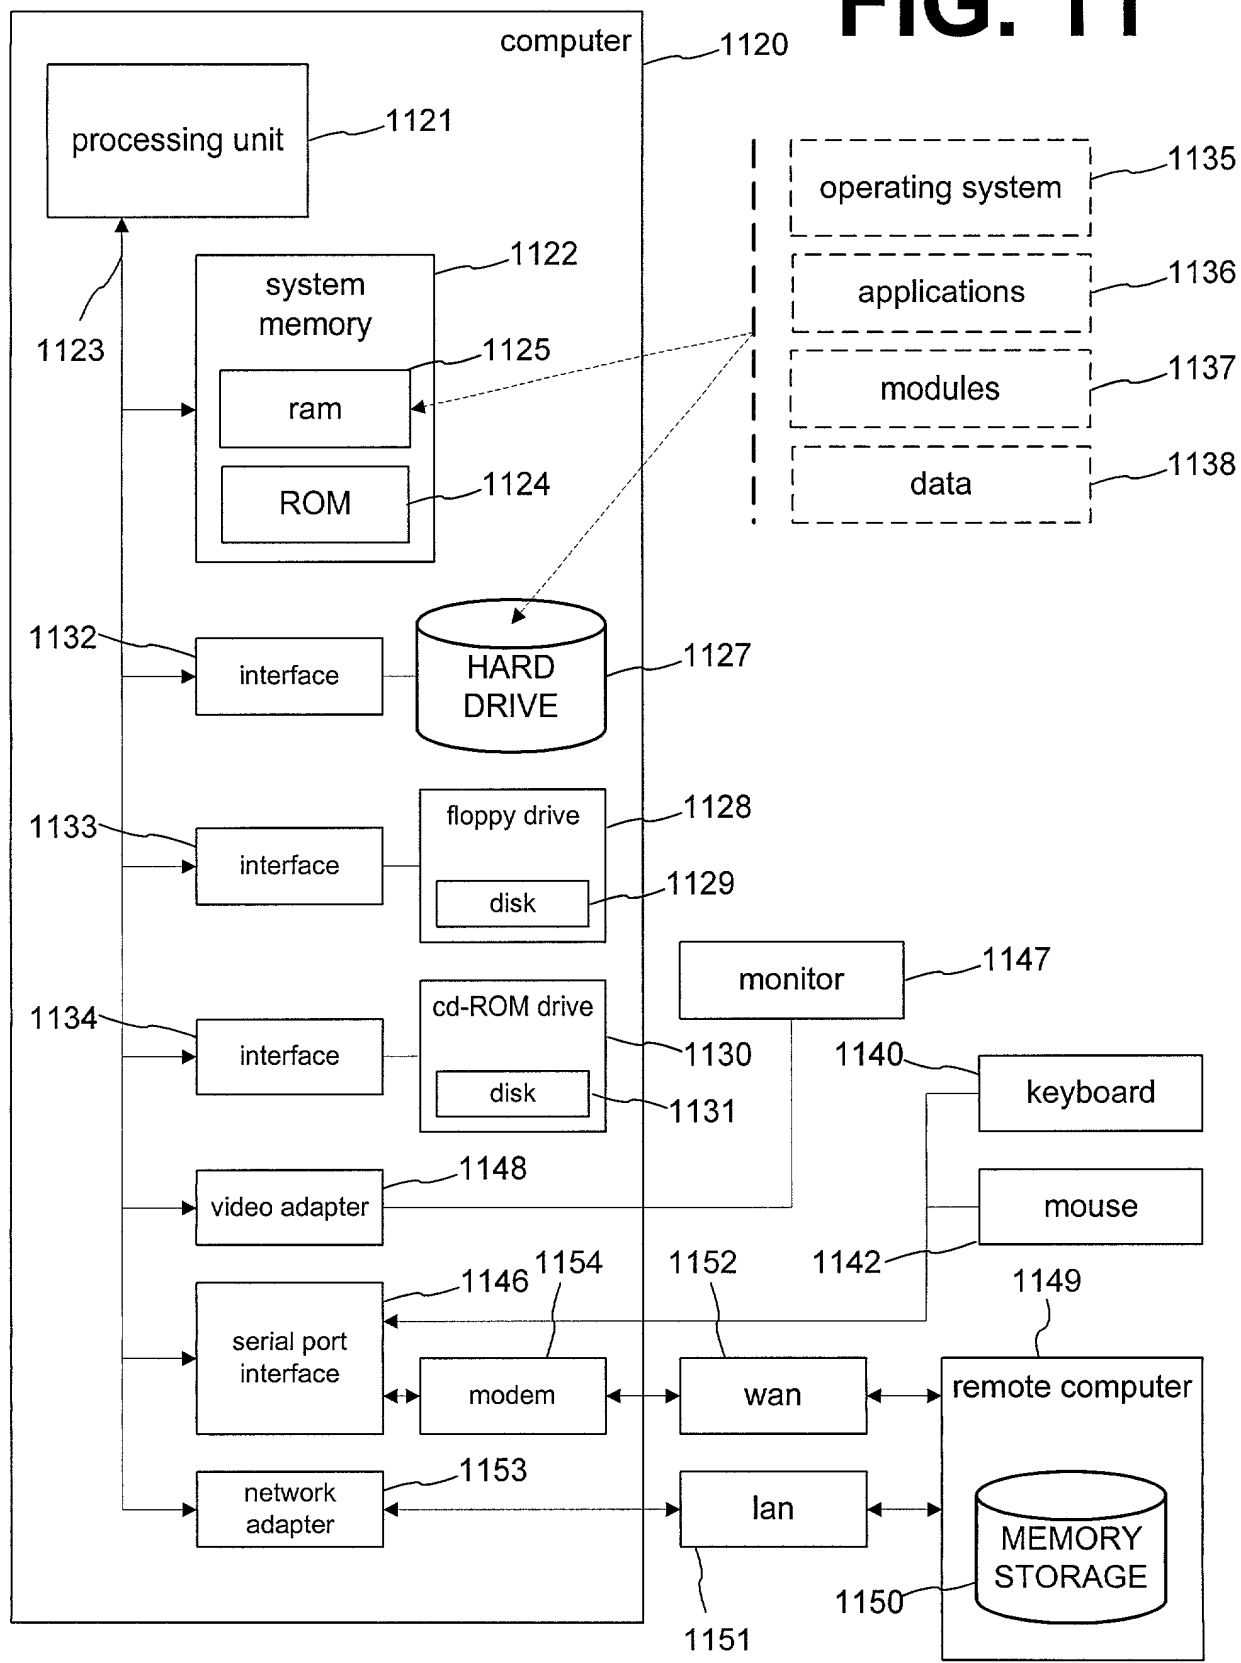 FIG. 11
computer
1120
processing unit
1121
1123
system
memory
1122
ram
1125
ROM
1124
operating system
1135
applications
1136
modules
1137
data
1138
1132
interface
HARD
DRIVE
1127
1133
interface
floppy drive
1128
disk
1129
1134
interface
cd-ROM drive
1130
disk
1131
monitor
1147
1140
keyboard
mouse
1142
video adapter
1148
serial port
interface
1146
1154
modem
1152
wan
1149
remote computer
network
adapter
1153
lan
1151
MEMORY
STORAGE
1150